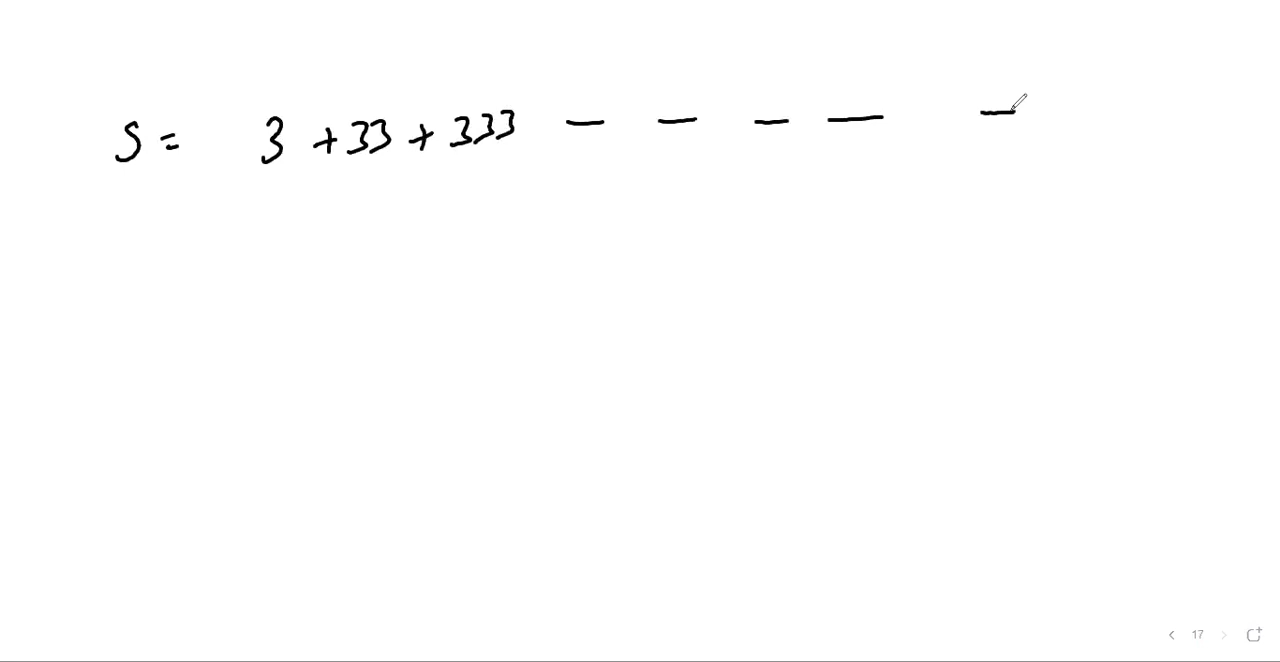 S = 3 + 33 + 333 — — — — —
< 17 >